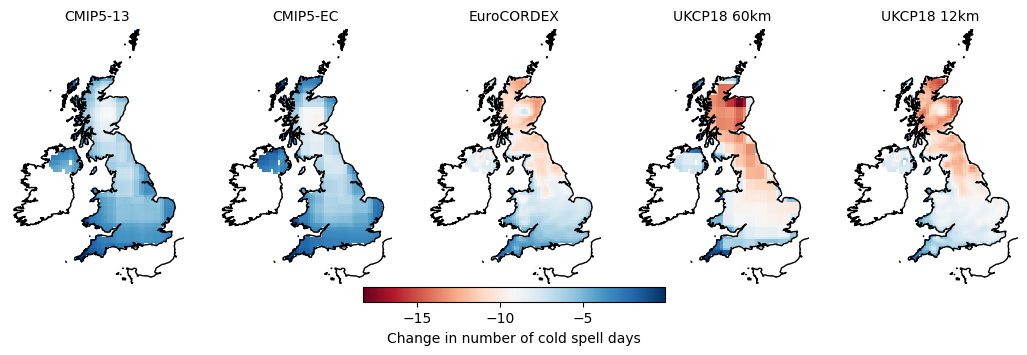 CMIP5-13 CMIP5-EC EuroCORDEX UKCP18 60km UKCP18 12km
−15 −10 −5
Change in number of cold spell days